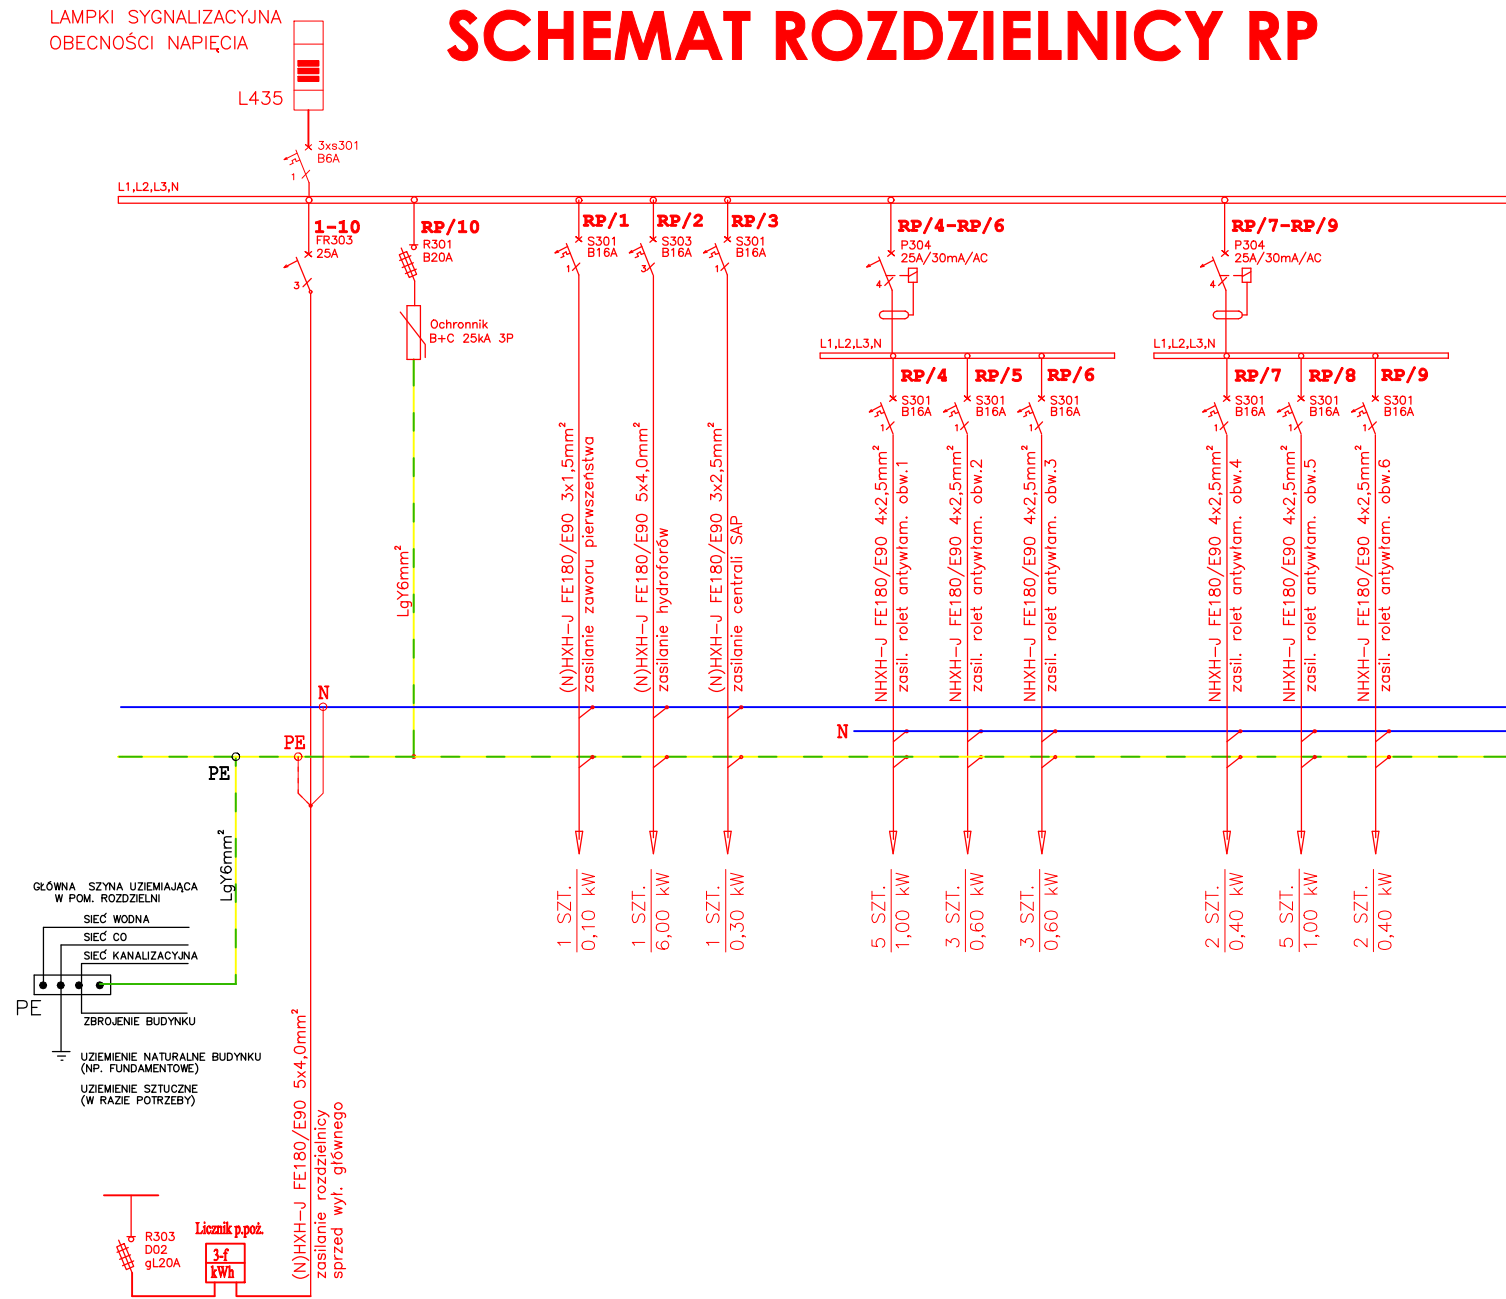 SCHEMAT ROZDZIELNICY RP
LAMPKI SYGNALIZACYJNA
OBECNOŚCI NAPIĘCIA
L435
3xs301
B6A
1
L1,L2,L3,N
1-10
FR303
25A
3
RP/10
R301
B20A
Ochronnik
B+C 25kA 3P
RP/1
S301
B16A
1
RP/2
S303
B16A
3
RP/3
S301
B16A
1
RP/4-RP/6
P304
25A/30mA/AC
4
RP/7-RP/9
P304
25A/30mA/AC
4
L1,L2,L3,N
RP/4
S301
B16A
1
RP/5
S301
B16A
1
RP/6
S301
B16A
1
L1,L2,L3,N
RP/7
S301
B16A
1
RP/8
S301
B16A
1
RP/9
S301
B16A
1
LgY6mm²
(N)HXH-J FE180/E90 3x1,5mm²
zasilanie zaworu pierwszeństwa
(N)HXH-J FE180/E90 5x4,0mm²
zasilanie hydroforów
(N)HXH-J FE180/E90 3x2,5mm²
zasilanie centrali SAP
NHXH-J FE180/E90 4x2,5mm²
zasil. rolet antywłam. obw.1
NHXH-J FE180/E90 4x2,5mm²
zasil. rolet antywłam. obw.2
NHXH-J FE180/E90 4x2,5mm²
zasil. rolet antywłam. obw.3
NHXH-J FE180/E90 4x2,5mm²
zasil. rolet antywłam. obw.4
NHXH-J FE180/E90 4x2,5mm²
zasil. rolet antywłam. obw.5
NHXH-J FE180/E90 4x2,5mm²
zasil. rolet antywłam. obw.6
N
N
PE
PE
LgY6mm²
1 SZT.
0,10 kW
1 SZT.
6,00 kW
1 SZT.
0,30 kW
5 SZT.
1,00 kW
3 SZT.
0,60 kW
3 SZT.
0,60 kW
2 SZT.
0,40 kW
5 SZT.
1,00 kW
2 SZT.
0,40 kW
GŁÓWNA SZYNA UZIEMIAJĄCA
W POM. ROZDZIELNI
SIEĆ WODNA
SIEĆ CO
SIEĆ KANALIZACYJNA
PE
ZBROJENIE BUDYNKU
UZIEMIENIE NATURALNE BUDYNKU
(NP. FUNDAMENTOWE)
UZIEMIENIE SZTUCZNE
(W RAZIE POTRZEBY)
(N)HXH-J FE180/E90 5x4,0mm²
zasilanie rozdzielnicy
sprzed wył. głównego
R303
D02
gL20A
Licznik p.poż.
3-f
kWh